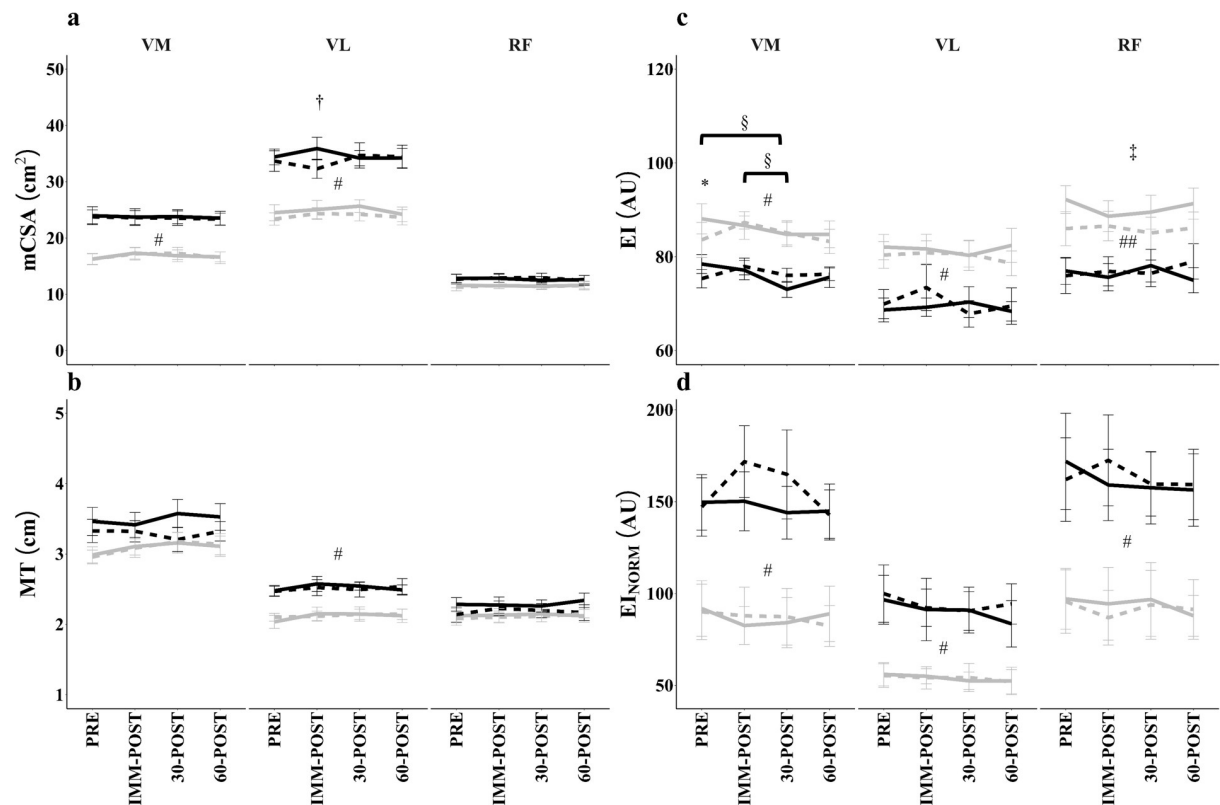 a
VM VL RF
mCSA (cm²)
50
40
30
20
10
0
†
#
#
b
MT (cm)
5
4
3
2
1
#
PRE IMM-POST 30-POST 60-POST PRE IMM-POST 30-POST 60-POST PRE IMM-POST 30-POST 60-POST
c
VM VL RF
EI (AU)
120
100
80
60
§
§
*
#
#
‡
##
d
EI_NORM (AU)
200
150
100
50
#
#
#
PRE IMM-POST 30-POST 60-POST PRE IMM-POST 30-POST 60-POST PRE IMM-POST 30-POST 60-POST